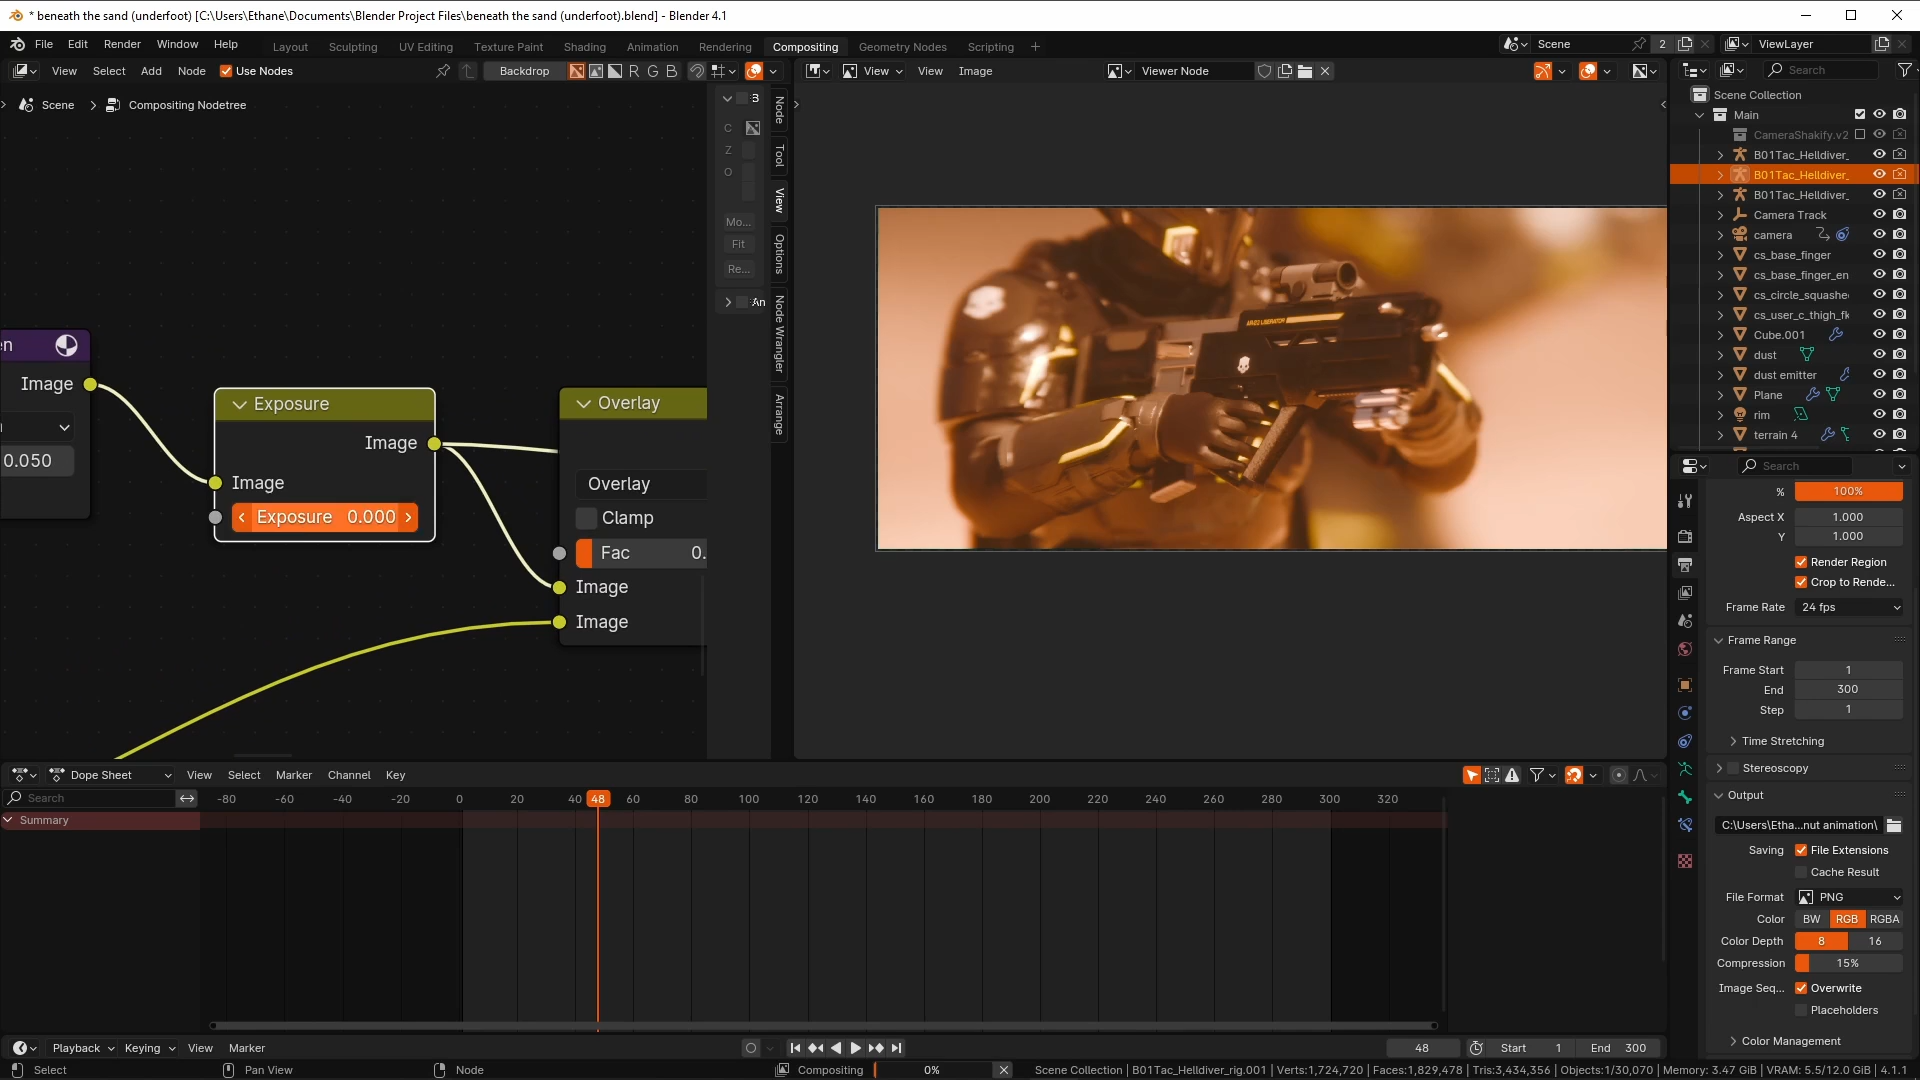 * beneath the sand (underfoot) [C:\Users\Ethane\Documents\Blender Project Files\beneath the sand (underfoot).blend] - Blender 4.1
File Edit Render Window Help Layout Sculpting UV Editing Texture Paint Shading Animation Rendering Compositing Geometry Nodes Scripting + Scene 2 ViewLayer
View Select Add Node Use Nodes Backdrop R G B View View Image Viewer Node Search
Scene > Compositing Nodetree
Scene Collection
Main
CameraShakify.v2
B01Tac_Helldiver_
B01Tac_Helldiver_
B01Tac_Helldiver_
Camera Track
camera
cs_base_finger
cs_base_finger_en
cs_circle_squashe
cs_user_c_thigh_fk
Cube.001
dust
dust emitter
Plane
rim
terrain 4
B
C
Z
O
Mo...
Fit
Re...
An
Node
Tool
View
Options
Node Wrangler
Arrange
en
Image
0.050
Exposure
Image
Image
Exposure 0.000
Overlay
Overlay
Clamp
Fac 0.
Image
Image
Search
% 100%
Aspect X 1.000
Y 1.000
Render Region
Crop to Rende...
Frame Rate 24 fps
Frame Range
Frame Start 1
End 300
Step 1
Time Stretching
Stereoscopy
Output
C:\Users\Etha...nut animation\
Saving File Extensions
Cache Result
File Format PNG
Color BW RGB RGBA
Color Depth 8 16
Compression 15%
Image Seq... Overwrite
Placeholders
Color Management
Dope Sheet View Select Marker Channel Key
Search -80 -60 -40 -20 0 20 40 48 60 80 100 120 140 160 180 200 220 240 260 280 300 320
Summary
Playback Keying View Marker 48 Start 1 End 300
Select Pan View Node Compositing 0% Scene Collection | B01Tac_Helldiver_rig.001 | Verts:1,724,720 | Faces:1,829,478 | Tris:3,434,356 | Objects:1/30,070 | Memory: 3.47 GiB | VRAM: 5.5/12.0 GiB | 4.1.1